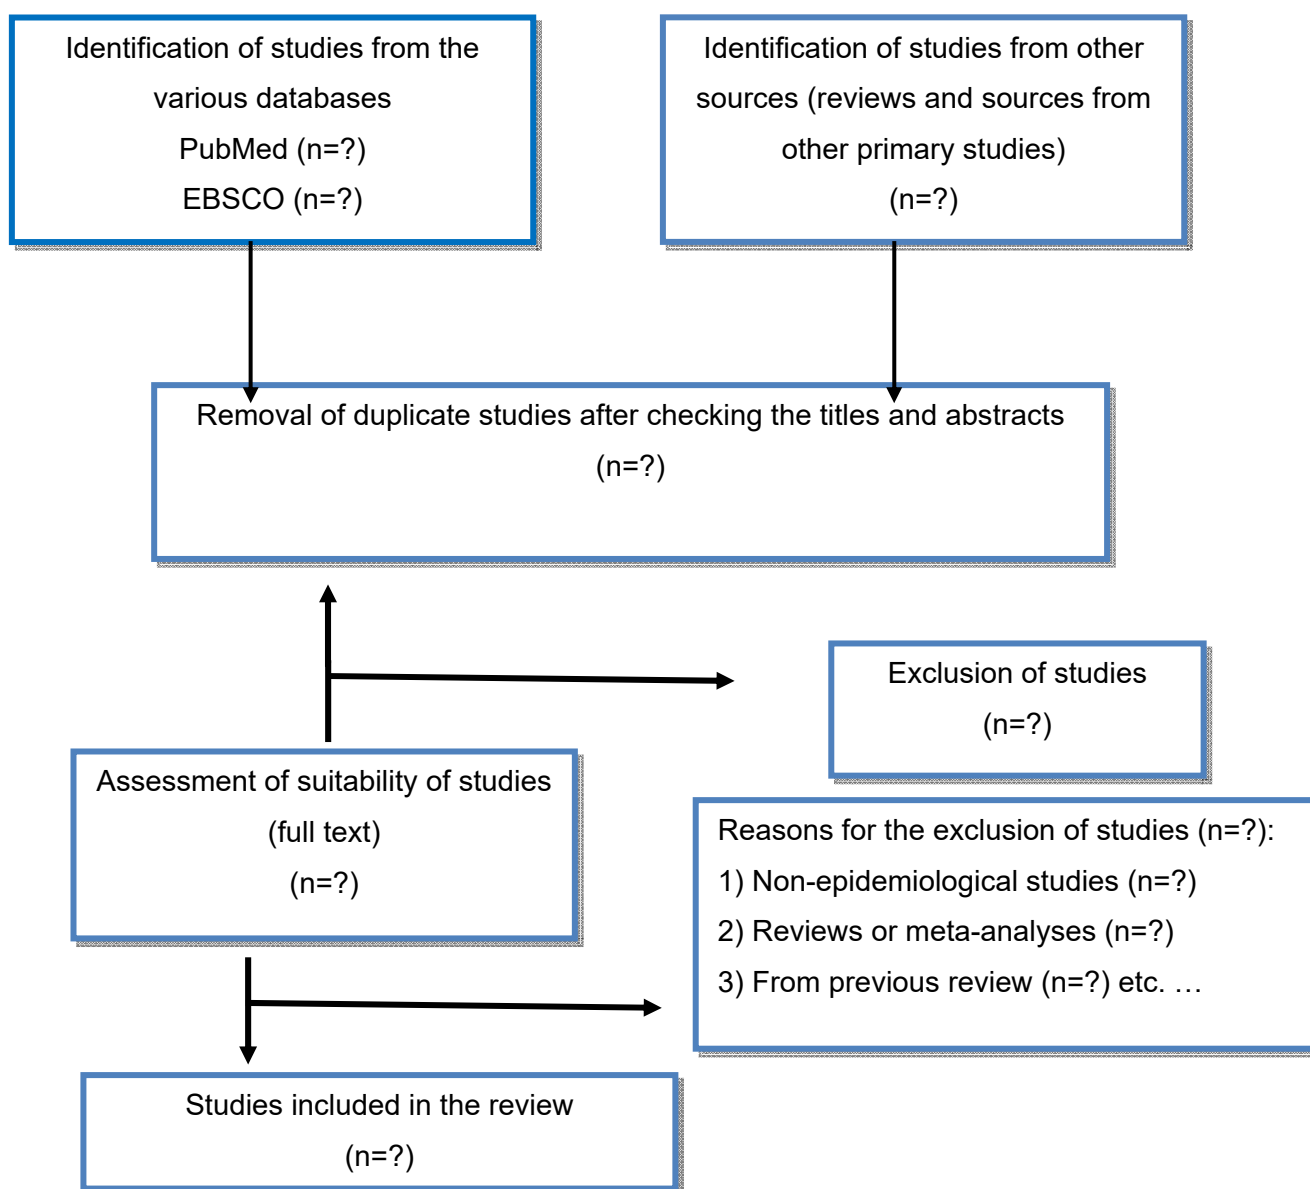 Identification of studies from the
various databases
PubMed (n=?)
EBSCO (n=?)
Identification of studies from other
sources (reviews and sources from
other primary studies)
(n=?)
Removal of duplicate studies after checking the titles and abstracts
(n=?)
Exclusion of studies
(n=?)
Assessment of suitability of studies
(full text)
(n=?)
Reasons for the exclusion of studies (n=?):
1) Non-epidemiological studies (n=?)
2) Reviews or meta-analyses (n=?)
3) From previous review (n=?) etc. …
Studies included in the review
(n=?)